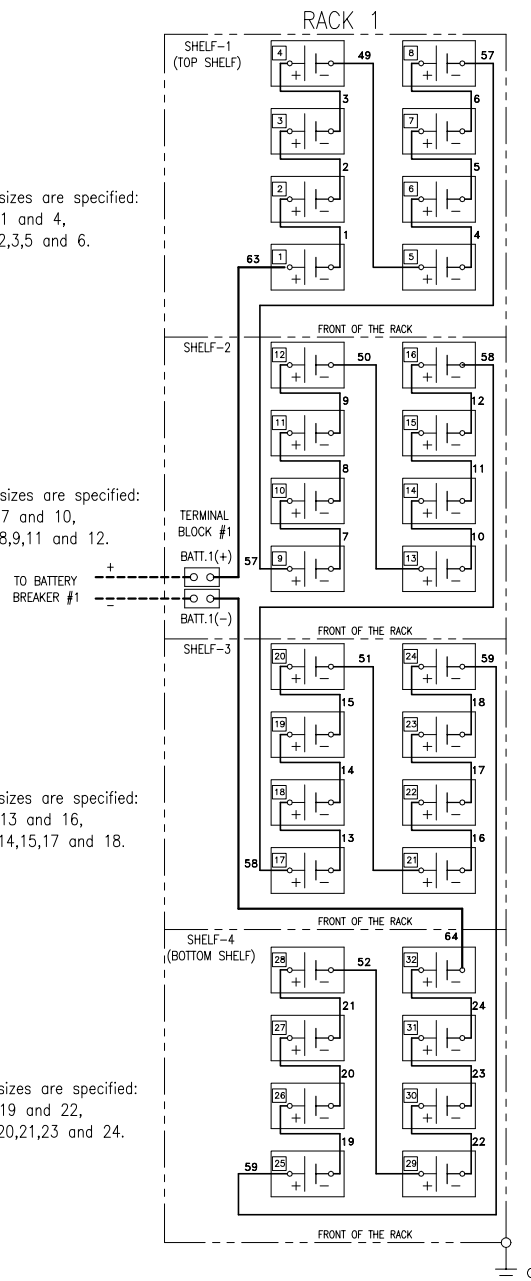 RACK 1
SHELF-1
(TOP SHELF)
4 + − 49 8 + − 57
3 6
3 + − 7 + −
2 5
sizes are specified:
1 and 4,
2,3,5 and 6.
2 + − 6 + −
1 4
63 1 + − 5 + −
FRONT OF THE RACK
SHELF-2
12 + − 50 16 + − 58
9 12
11 + − 15 + −
8 11
sizes are specified:
7 and 10,
8,9,11 and 12.
10 + − 14 + −
7 10
TERMINAL
BLOCK #1
BATT.1(+)
57 9 + − 13 + −
+
TO BATTERY
BREAKER #1
−
BATT.1(−)
FRONT OF THE RACK
SHELF-3
20 + − 51 24 + − 59
15 18
19 + − 23 + −
14 17
sizes are specified:
13 and 16,
14,15,17 and 18.
18 + − 22 + −
13 16
58 17 + − 21 + −
FRONT OF THE RACK
SHELF-4
(BOTTOM SHELF)
64
28 + − 52 32 + −
21 24
27 + − 31 + −
20 23
sizes are specified:
19 and 22,
20,21,23 and 24.
26 + − 30 + −
19 22
59 25 + − 29 + −
FRONT OF THE RACK